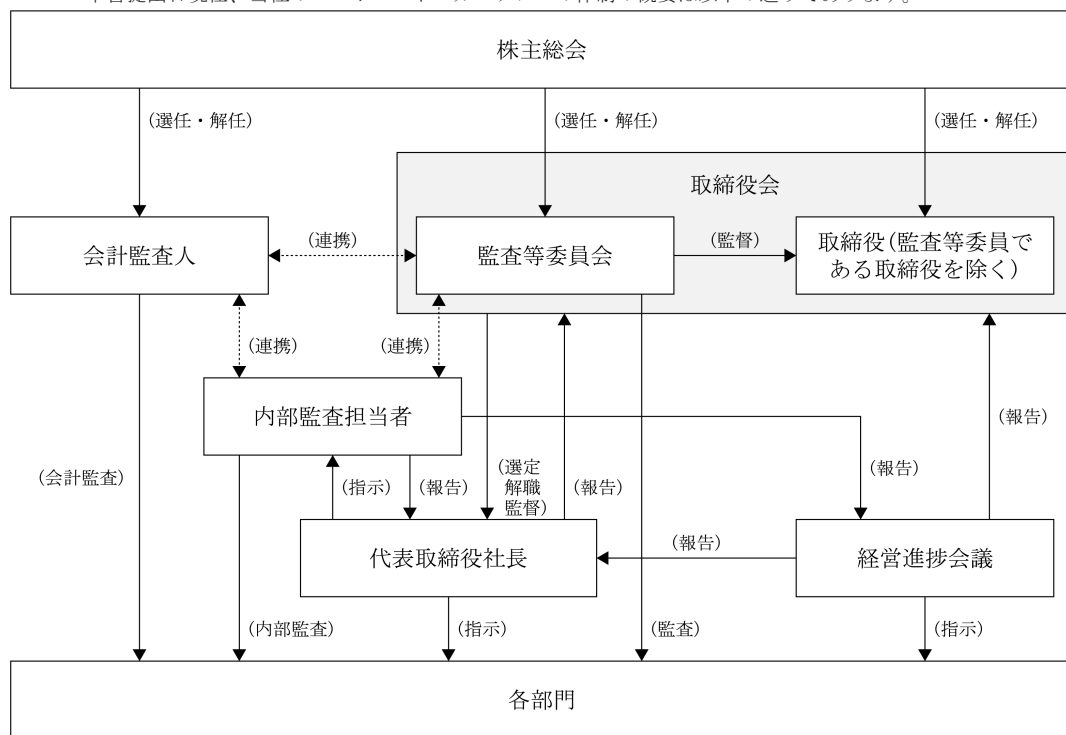 株主総会
(選任・解任)
(選任・解任)
(選任・解任)
取締役会
会計監査人
(連携)
監査等委員会
(監督)
取締役(監査等委員で
ある取締役を除く)
(連携)
(連携)
内部監査担当者
(報告)
(会計監査)
(指示)
(報告)
(選定
解職
監督)
(報告)
(報告)
代表取締役社長
(報告)
経営進捗会議
(内部監査)
(指示)
(監査)
(指示)
各部門